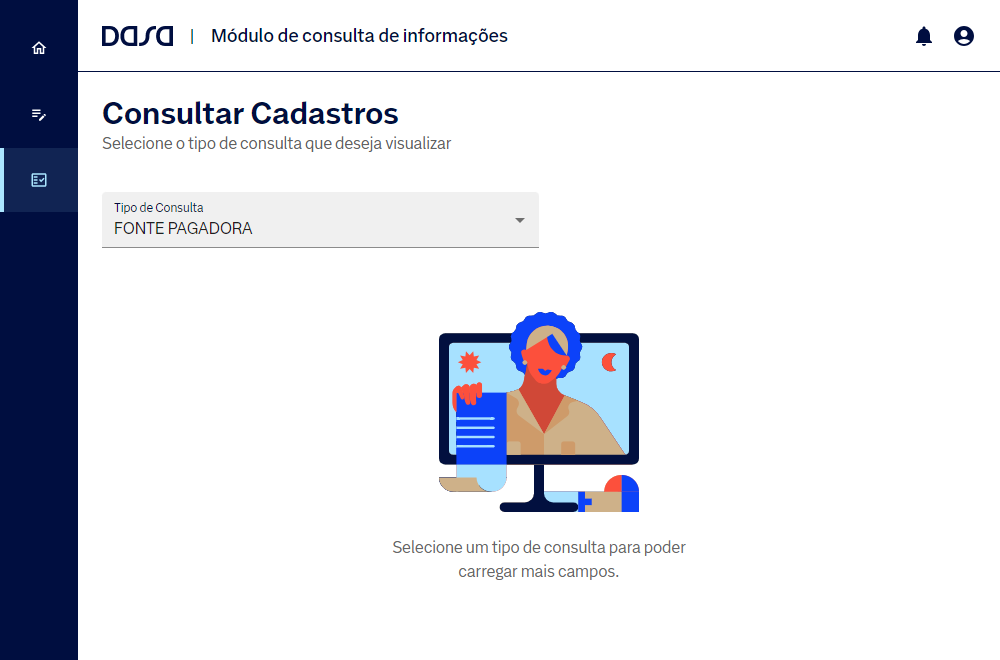 DASA | Módulo de consulta de informações
Consultar Cadastros
Selecione o tipo de consulta que deseja visualizar
Tipo de Consulta
FONTE PAGADORA
Selecione um tipo de consulta para poder
carregar mais campos.